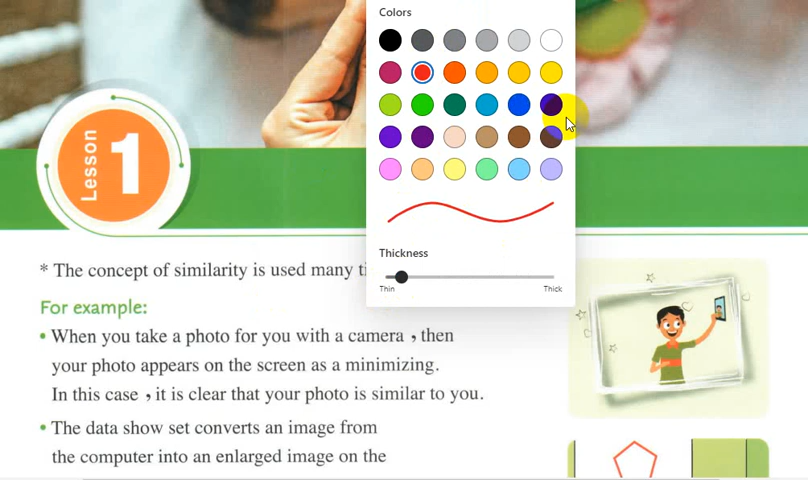 Colors
Lesson 1
Thickness
Thin Thick
* The concept of similarity is used many
For example:
• When you take a photo for you with a camera , then
your photo appears on the screen as a minimizing.
In this case , it is clear that your photo is similar to you.
• The data show set converts an image from
the computer into an enlarged image on the